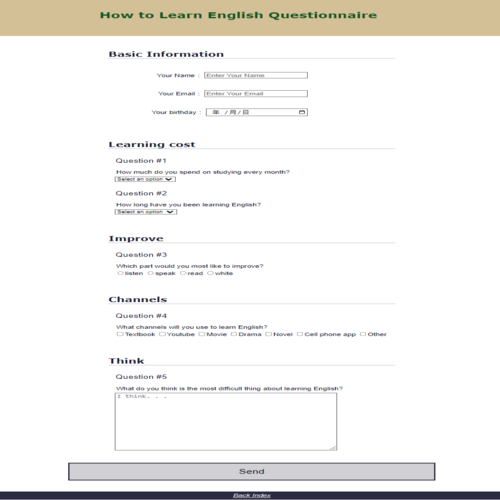 How to Learn English Questionnaire
Basic Information
Your Name : Enter Your Name
Your Email : Enter Your Email
Your birthday : 年 /月/日
Learning cost
Question #1
How much do you spend on studying every month?
Select an option
Question #2
How long have you been learning English?
Select an option
Improve
Question #3
Which part would you most like to improve?
listen speak read white
Channels
Question #4
What channels will you use to learn English?
Textbook Youtube Movie Drama Novel Cell phone app Other
Think
Question #5
What do you think is the most difficult thing about learning English?
I think. . .
Send
Back Index